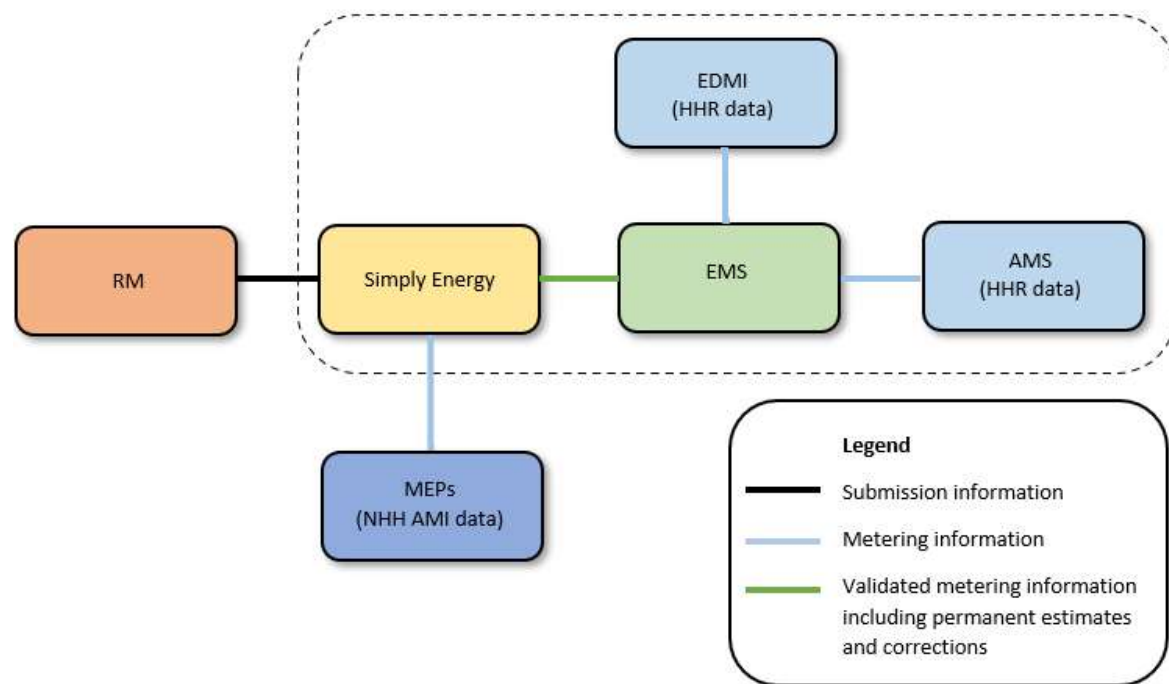 EDMI
(HHR data)
RM
Simply Energy
EMS
AMS
(HHR data)
MEPs
(NHH AMI data)
Legend
Submission information
Metering information
Validated metering information
including permanent estimates
and corrections